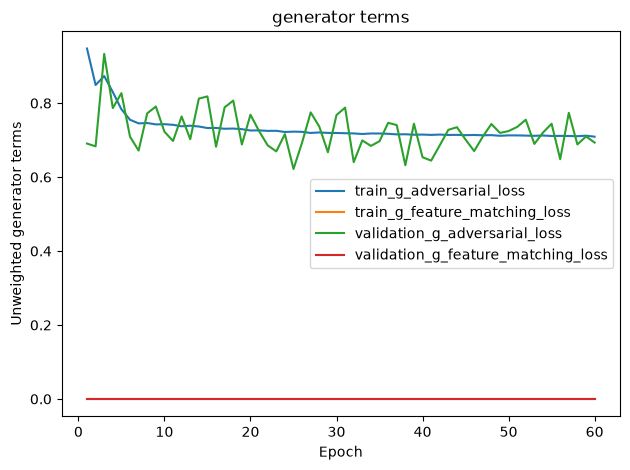 generator terms
Unweighted generator terms
0.8
0.6
0.4
0.2
0.0
train_g_adversarial_loss
train_g_feature_matching_loss
validation_g_adversarial_loss
validation_g_feature_matching_loss
0 10 20 30 40 50 60
Epoch